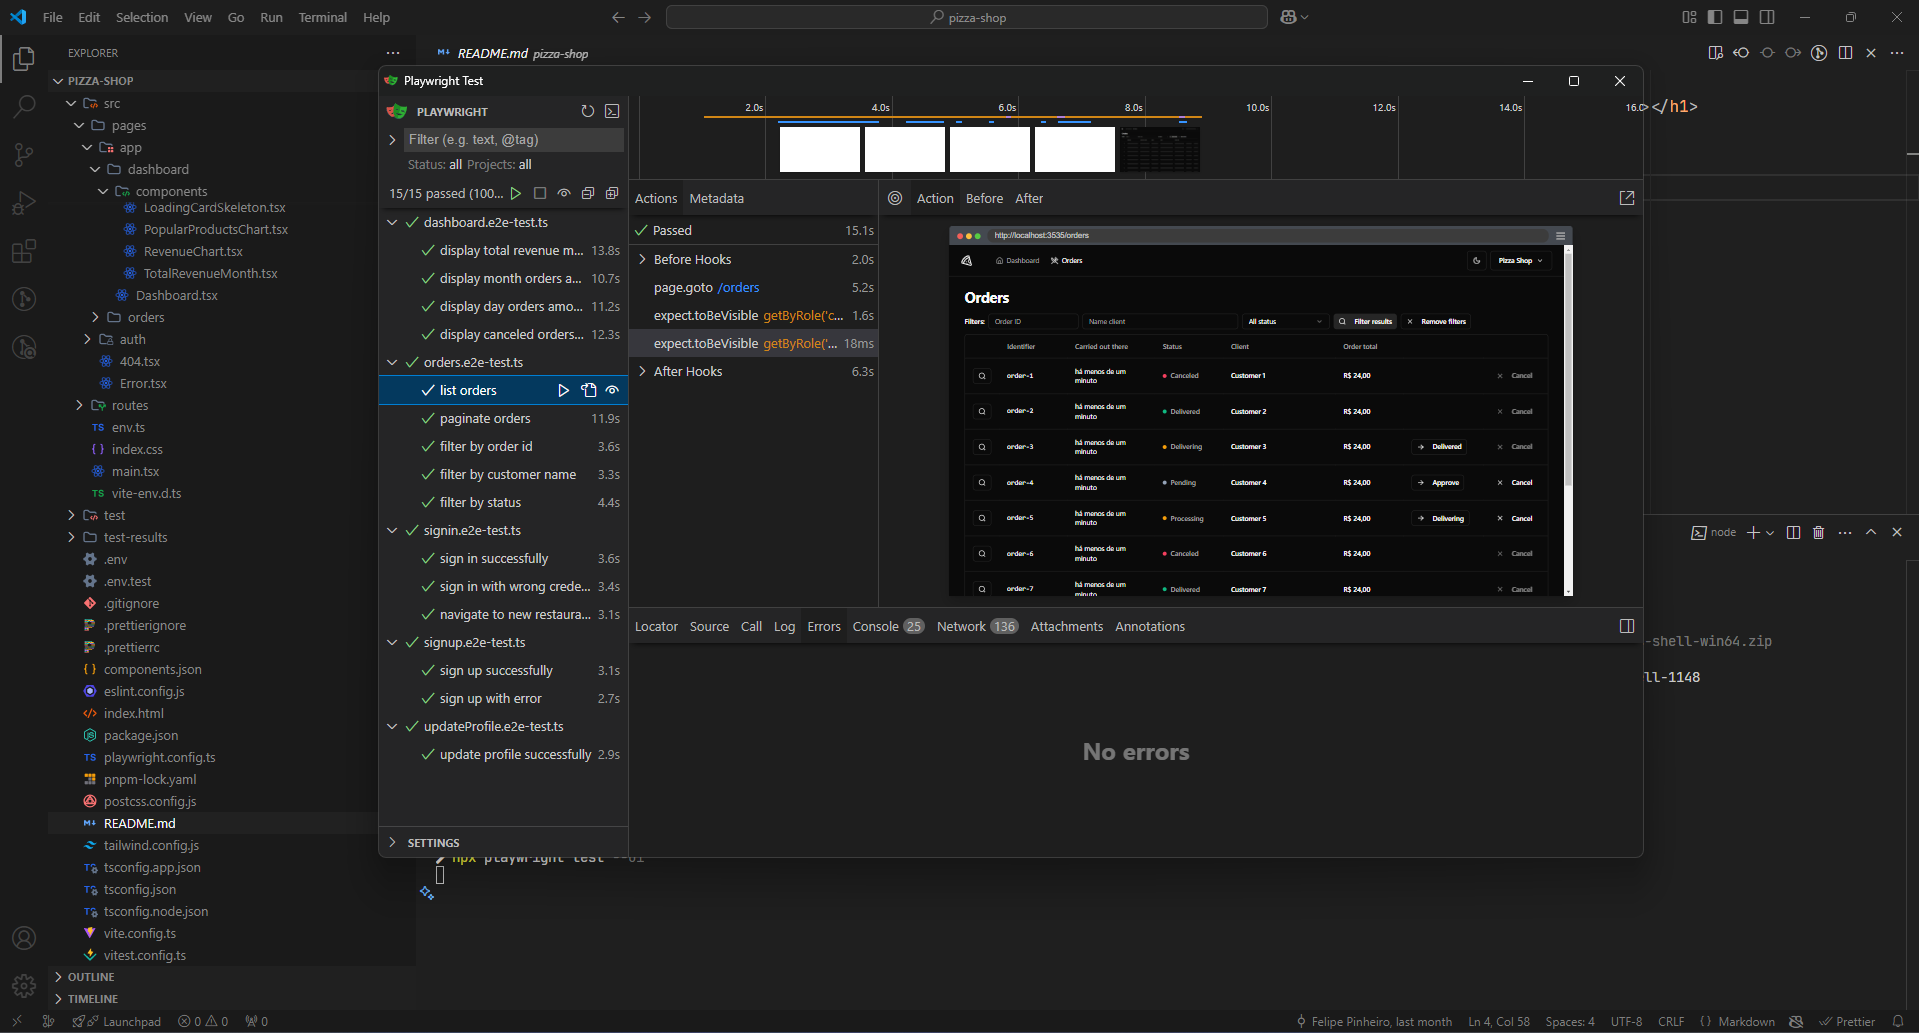 File Edit Selection View Go Run Terminal Help
pizza-shop
EXPLORER
PIZZA-SHOP
src
pages
app
dashboard
components
LoadingCardSkeleton.tsx
PopularProductsChart.tsx
RevenueChart.tsx
TotalRevenueMonth.tsx
Dashboard.tsx
orders
auth
404.tsx
Error.tsx
routes
TS env.ts
index.css
main.tsx
TS vite-env.d.ts
test
test-results
.env
.env.test
.gitignore
.prettierignore
.prettierrc
components.json
eslint.config.js
index.html
package.json
TS playwright.config.ts
pnpm-lock.yaml
postcss.config.js
README.md
tailwind.config.js
tsconfig.app.json
tsconfig.json
tsconfig.node.json
vite.config.ts
vitest.config.ts
OUTLINE
TIMELINE
README.md pizza-shop
></h1>
Playwright Test
PLAYWRIGHT
Filter (e.g. text, @tag)
Status: all Projects: all
15/15 passed (100...
dashboard.e2e-test.ts
display total revenue m... 13.8s
display month orders a... 10.7s
display day orders amo... 11.2s
display canceled orders... 12.3s
orders.e2e-test.ts
list orders
paginate orders 11.9s
filter by order id 3.6s
filter by customer name 3.3s
filter by status 4.4s
signin.e2e-test.ts
sign in successfully 3.6s
sign in with wrong crede... 3.4s
navigate to new restaura... 3.1s
signup.e2e-test.ts
sign up successfully 3.1s
sign up with error 2.7s
updateProfile.e2e-test.ts
update profile successfully 2.9s
SETTINGS
2.0s 4.0s 6.0s 8.0s 10.0s 12.0s 14.0s 16.0
Actions Metadata
Passed 15.1s
Before Hooks 2.0s
page.goto /orders 5.2s
expect.toBeVisible getByRole('c... 1.6s
expect.toBeVisible getByRole('... 18ms
After Hooks 6.3s
Action Before After
http://localhost:3535/orders
Dashboard Orders Pizza Shop
Orders
Filters: Order ID Name client All status Filter results Remove filters
Identifier Carried out there Status Client Order total
order-1 há menos de um minuto Canceled Customer 1 R$ 24,00 Cancel
order-2 há menos de um minuto Delivered Customer 2 R$ 24,00 Cancel
order-3 há menos de um minuto Delivering Customer 3 R$ 24,00 Delivered Cancel
order-4 há menos de um minuto Pending Customer 4 R$ 24,00 Approve Cancel
order-5 há menos de um minuto Processing Customer 5 R$ 24,00 Delivering Cancel
order-6 há menos de um minuto Canceled Customer 6 R$ 24,00 Cancel
order-7 há menos de um minuto Delivered Customer 7 R$ 24,00 Cancel
Locator Source Call Log Errors Console 25 Network 136 Attachments Annotations
No errors
node
-shell-win64.zip
ll-1148
npx playwright test --ui
Launchpad 0 0 0
Felipe Pinheiro, last month Ln 4, Col 58 Spaces: 4 UTF-8 CRLF { } Markdown Prettier